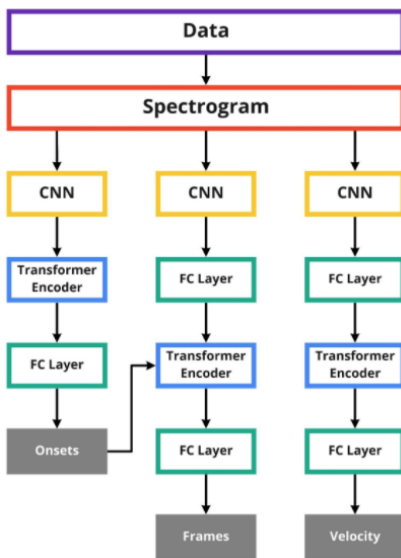 Data
Spectrogram
CNN
CNN
CNN
Transformer
Encoder
FC Layer
FC Layer
FC Layer
Transformer
Encoder
Transformer
Encoder
Onsets
FC Layer
FC Layer
Frames
Velocity